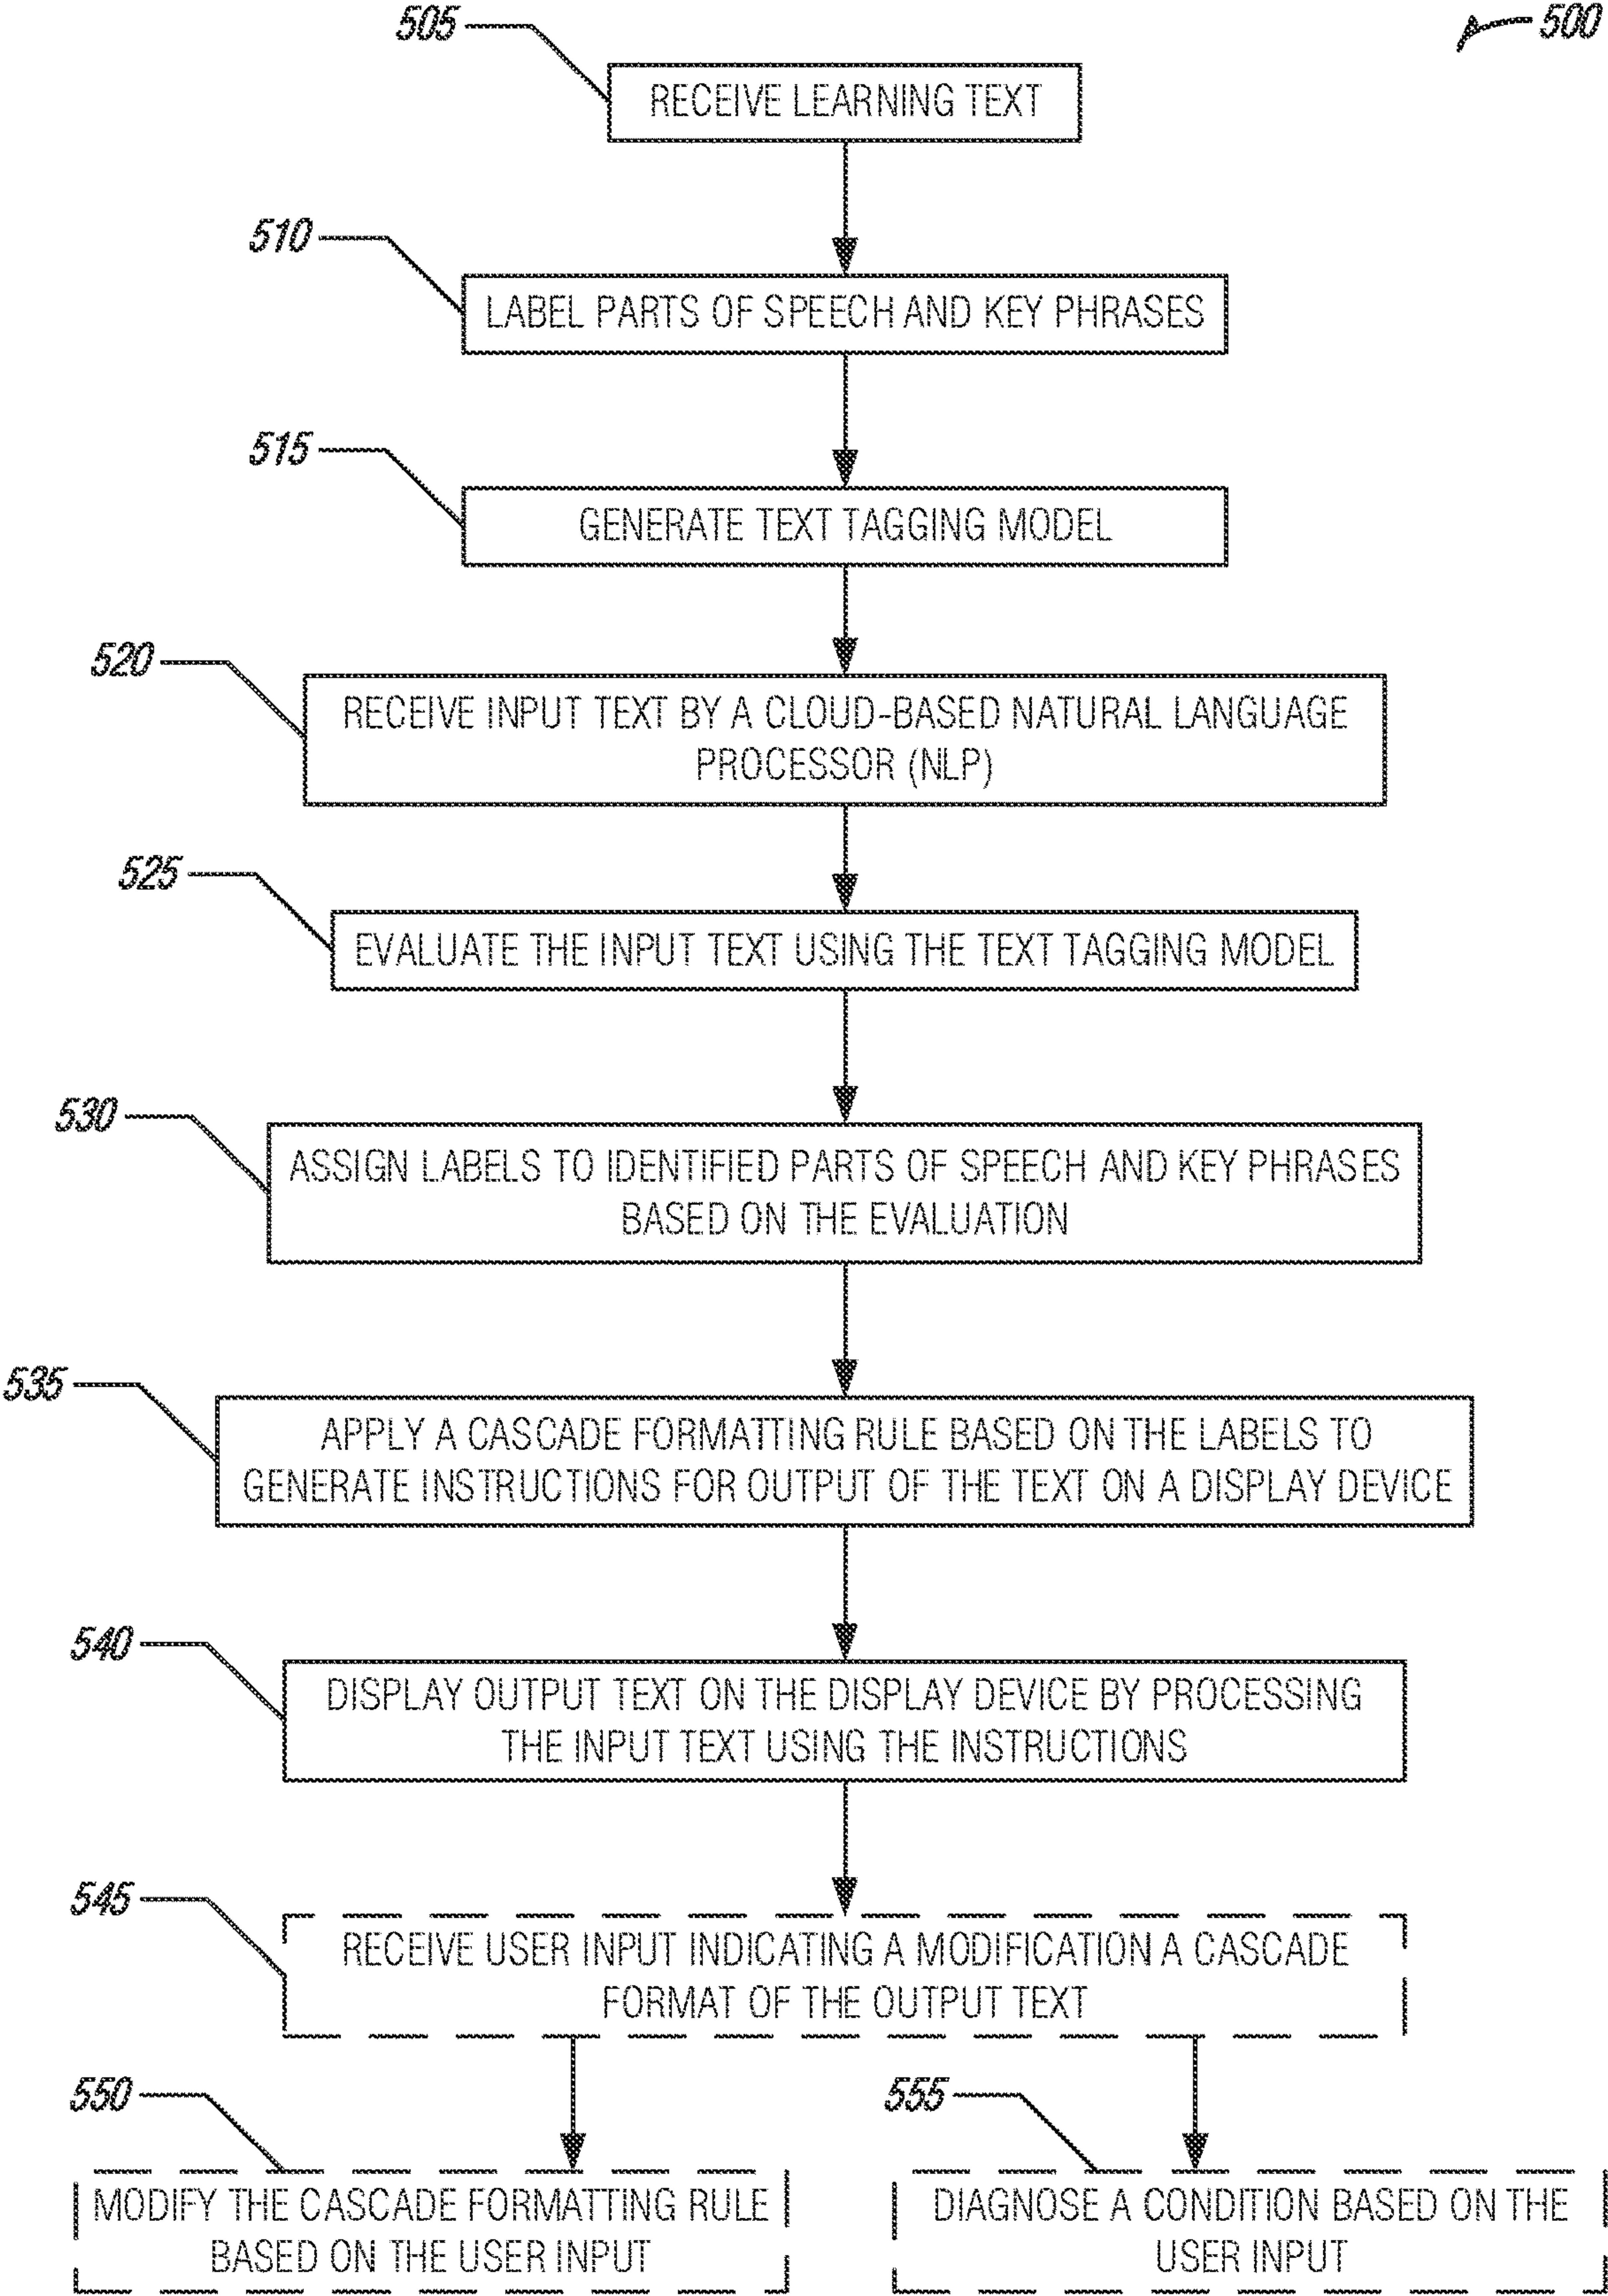 505
500
RECEIVE LEARNING TEXT
510
LABEL PARTS OF SPEECH AND KEY PHRASES
515
GENERATE TEXT TAGGING MODEL
520
RECEIVE INPUT TEXT BY A CLOUD-BASED NATURAL LANGUAGE
PROCESSOR (NLP)
525
EVALUATE THE INPUT TEXT USING THE TEXT TAGGING MODEL
530
ASSIGN LABELS TO IDENTIFIED PARTS OF SPEECH AND KEY PHRASES
BASED ON THE EVALUATION
535
APPLY A CASCADE FORMATTING RULE BASED ON THE LABELS TO
GENERATE INSTRUCTIONS FOR OUTPUT OF THE TEXT ON A DISPLAY DEVICE
540
DISPLAY OUTPUT TEXT ON THE DISPLAY DEVICE BY PROCESSING
THE INPUT TEXT USING THE INSTRUCTIONS
545
RECEIVE USER INPUT INDICATING A MODIFICATION A CASCADE
FORMAT OF THE OUTPUT TEXT
550
MODIFY THE CASCADE FORMATTING RULE
BASED ON THE USER INPUT
555
DIAGNOSE A CONDITION BASED ON THE
USER INPUT